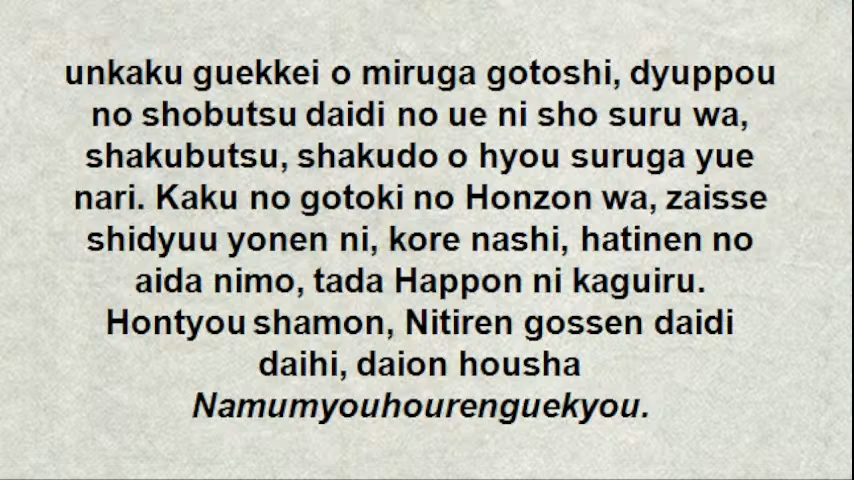 unkaku guekkei o miruga gotoshi, dyuppou
no shobutsu daidi no ue ni sho suru wa,
shakubutsu, shakudo o hyou suruga yue
nari. Kaku no gotoki no Honzon wa, zaisse
shidyuu yonen ni, kore nashi, hatinen no
aida nimo, tada Happon ni kaguiru.
Hontyou shamon, Nitiren gossen daidi
daihi, daion housha
Namumyouhourenguekyou.